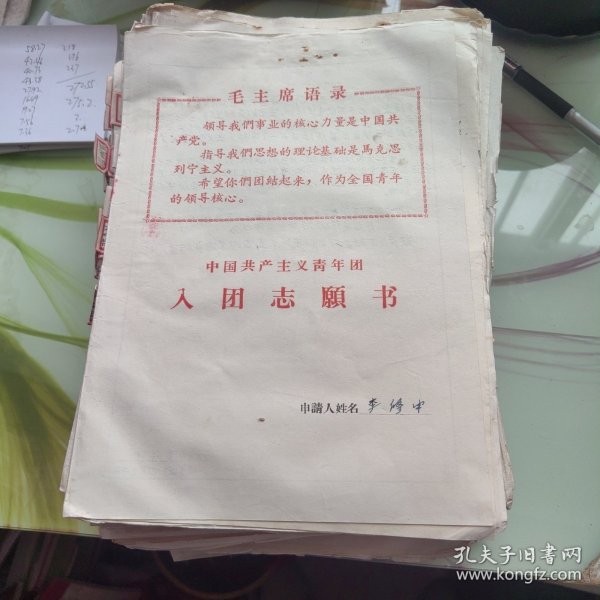 毛主席语录
领导我們事业的核心力量是中国共
产党。
指导我們思想的理论基础是馬克思
列宁主义。
希望你們团结起来，作为全国青年
的领导核心。
中国共产主义青年团
入团志願书
申請人姓名 李修中
孔夫子旧书网
www.kongfz.com